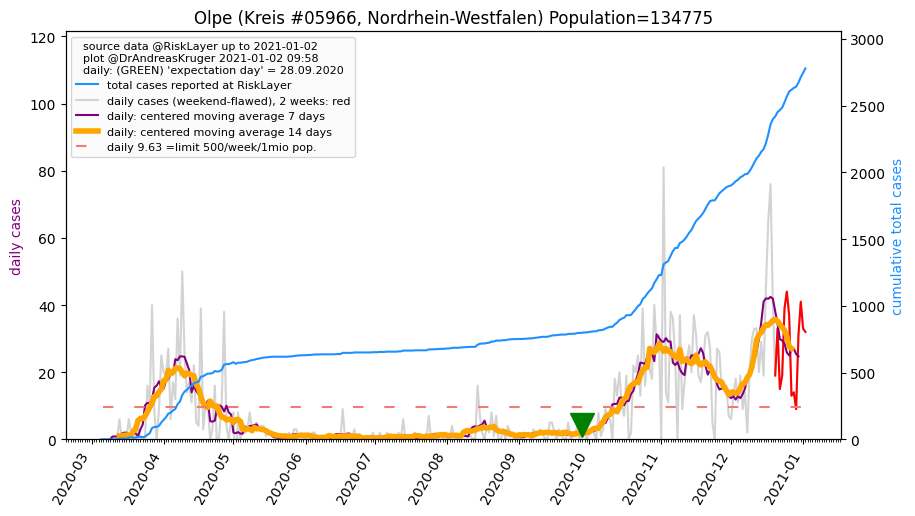 Olpe (Kreis #05966, Nordrhein-Westfalen) Population=134775
source data @RiskLayer up to 2021-01-02
plot @DrAndreasKruger 2021-01-02 09:58
daily: (GREEN) 'expectation day' = 28.09.2020
total cases reported at RiskLayer
daily cases (weekend-flawed), 2 weeks: red
daily: centered moving average 7 days
daily: centered moving average 14 days
daily 9.63 =limit 500/week/1mio pop.
daily cases
120
100
80
60
40
20
0
cumulative total cases
3000
2500
2000
1500
1000
500
0
2020-03
2020-04
2020-05
2020-06
2020-07
2020-08
2020-09
2020-10
2020-11
2020-12
2021-01